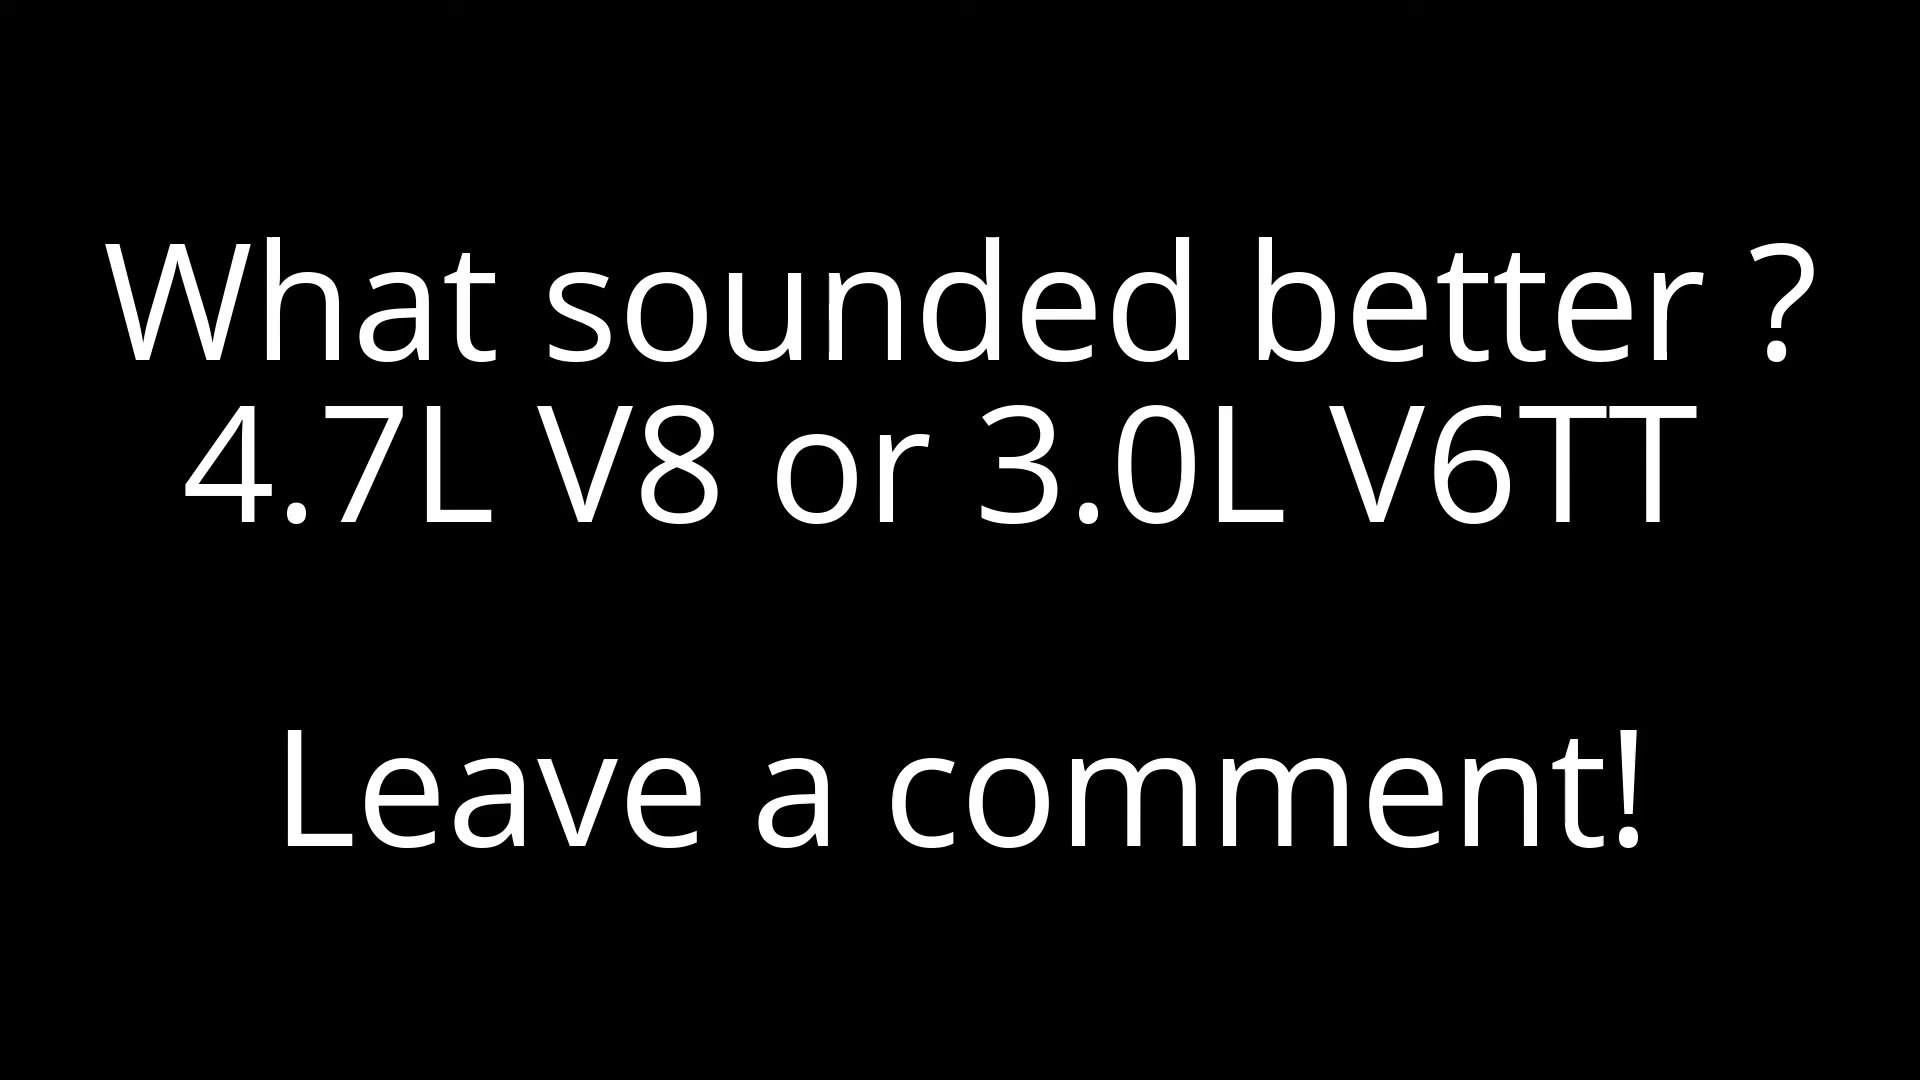 What sounded better ?
4.7L V8 or 3.0L V6TT
Leave a comment!